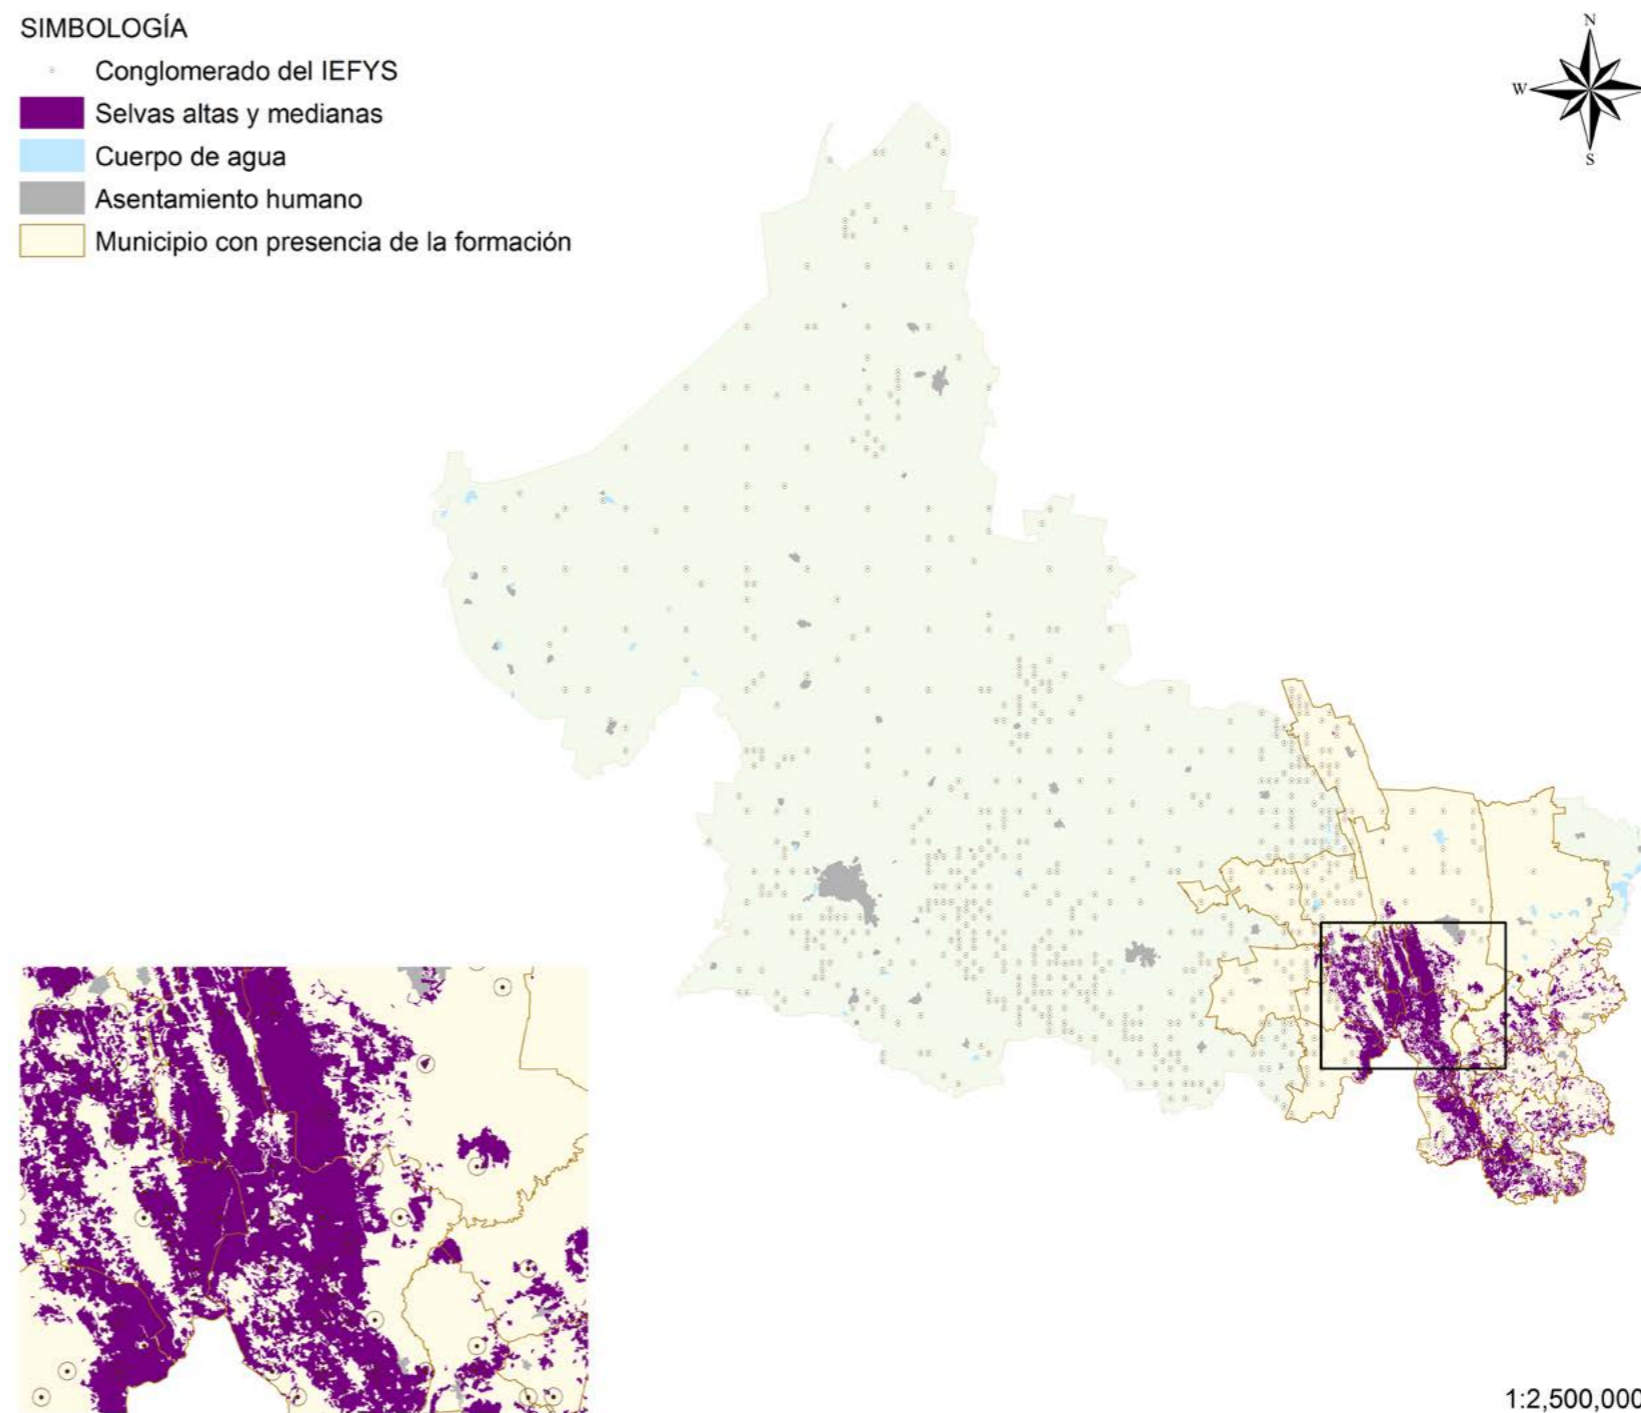 SIMBOLOGÍA
Conglomerado del IEFYS
Selvas altas y medianas
Cuerpo de agua
Asentamiento humano
Municipio con presencia de la formación
N
W
S
1:2,500,000